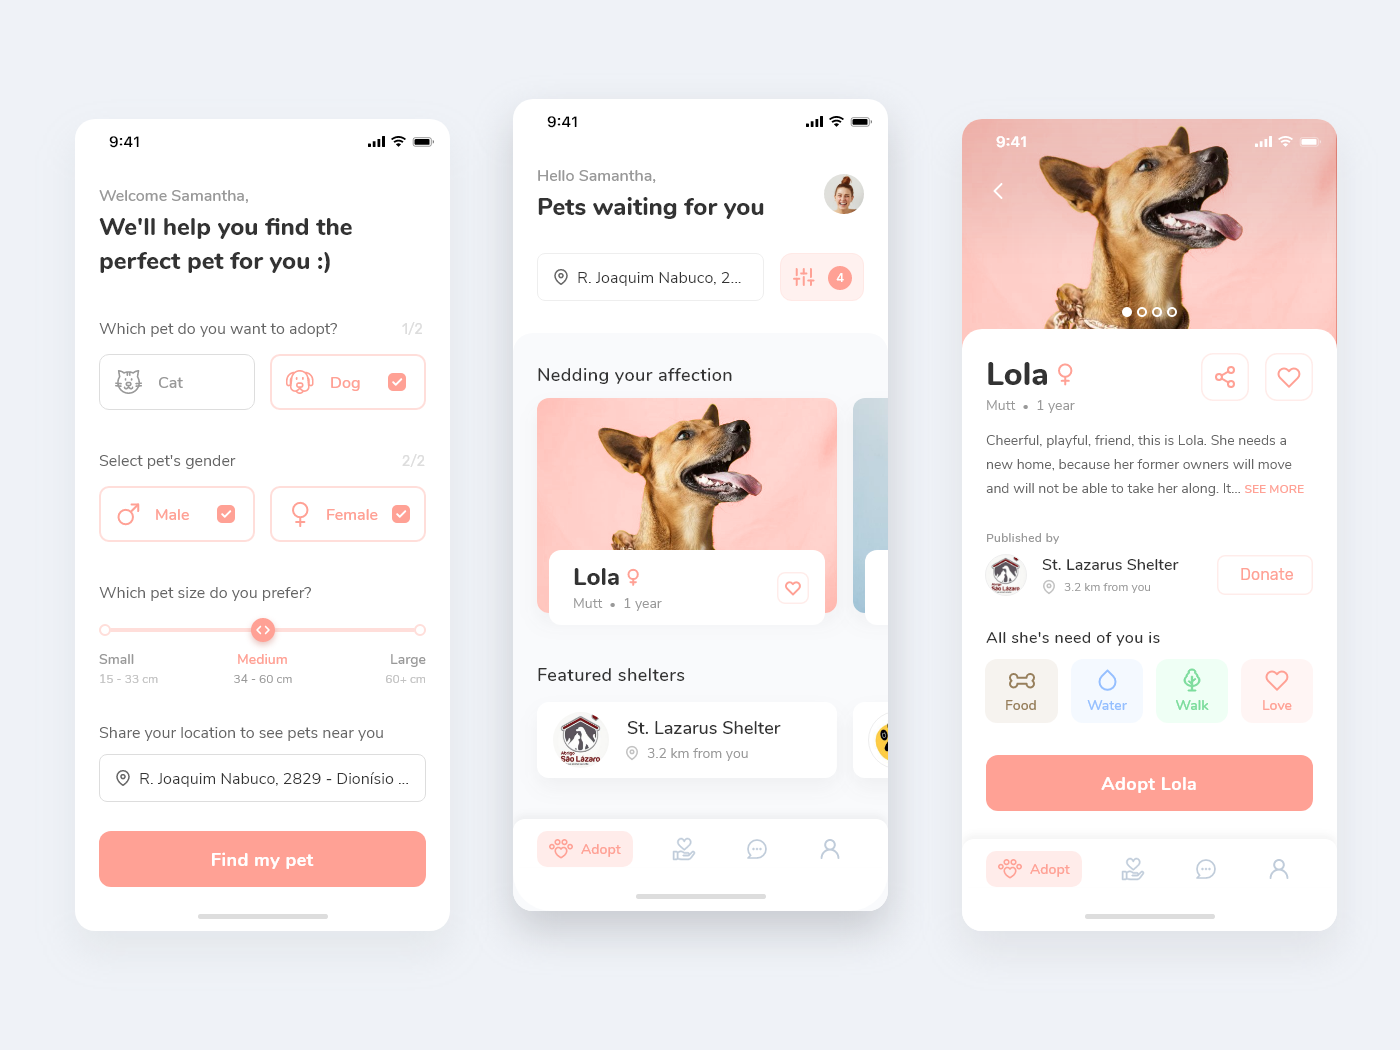 9:41
Welcome Samantha,
We'll help you find the
perfect pet for you :)
Which pet do you want to adopt? 1/2
Cat
Dog
Select pet's gender 2/2
Male
Female
Which pet size do you prefer?
Small Medium Large
15 - 33 cm 34 - 60 cm 60+ cm
Share your location to see pets near you
R. Joaquim Nabuco, 2829 - Dionísio ...
Find my pet
9:41
Hello Samantha,
Pets waiting for you
R. Joaquim Nabuco, 2...
4
Nedding your affection
Lola
Mutt • 1 year
Featured shelters
Abrigo
São Lázaro
St. Lazarus Shelter
3.2 km from you
Adopt
9:41
Lola
Mutt • 1 year
Cheerful, playful, friend, this is Lola. She needs a
new home, because her former owners will move
and will not be able to take her along. It... SEE MORE
Published by
Abrigo
São Lázaro
St. Lazarus Shelter
3.2 km from you
Donate
All she's need of you is
Food Water Walk Love
Adopt Lola
Adopt